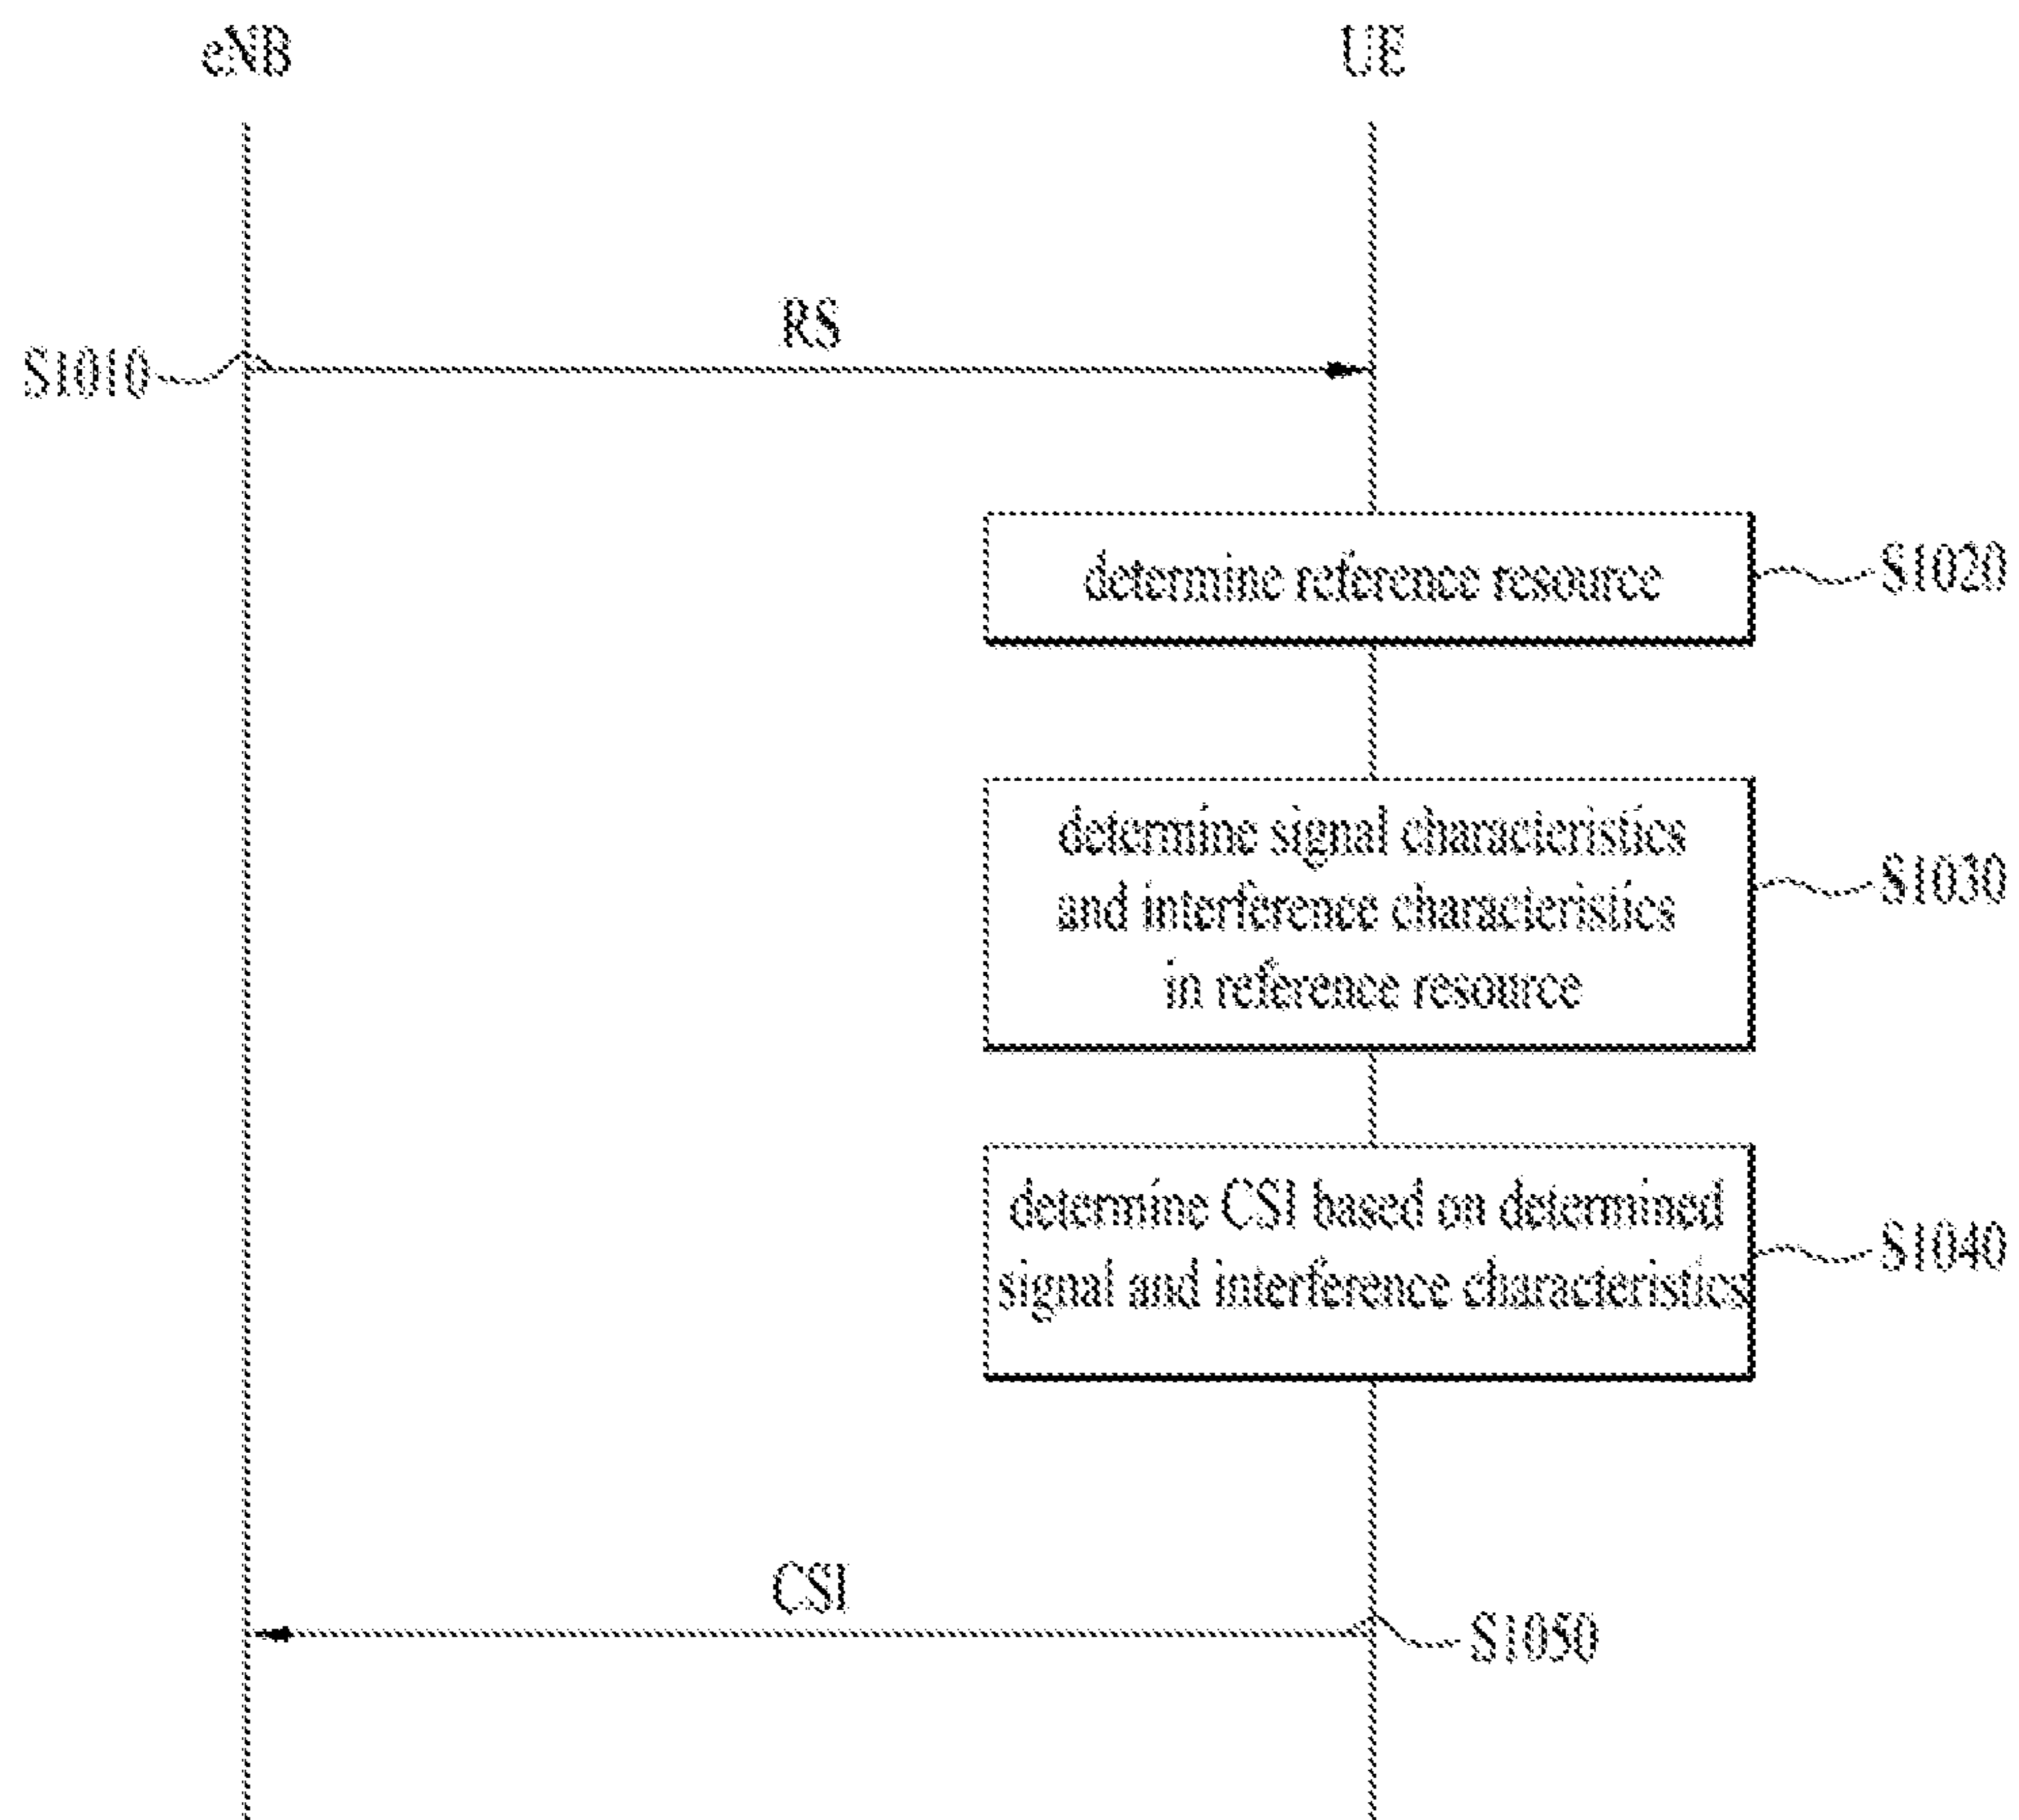 eNB
UE
RS
S1010
determine reference resource
S1020
determine signal characteristics
and interference characteristics
in reference resource
S1030
determine CSI based on determined
signal and interference characteristics
S1040
CSI
S1050